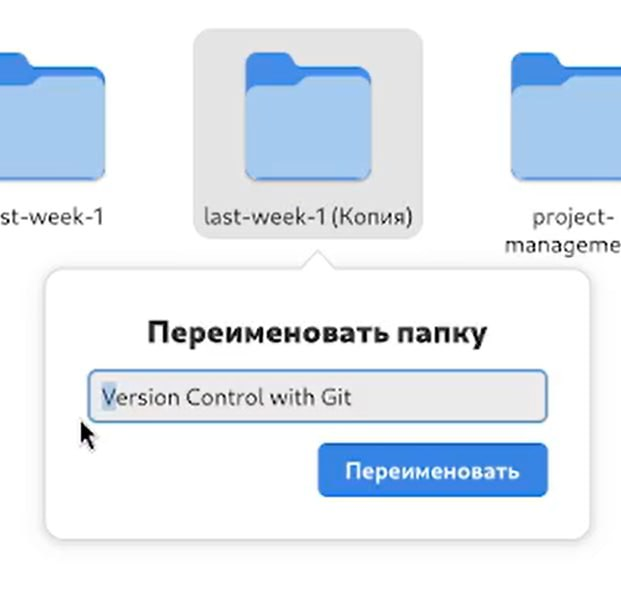 st-week-1
last-week-1 (Копия)
project-
manageme
Переименовать папку
Version Control with Git
Переименовать